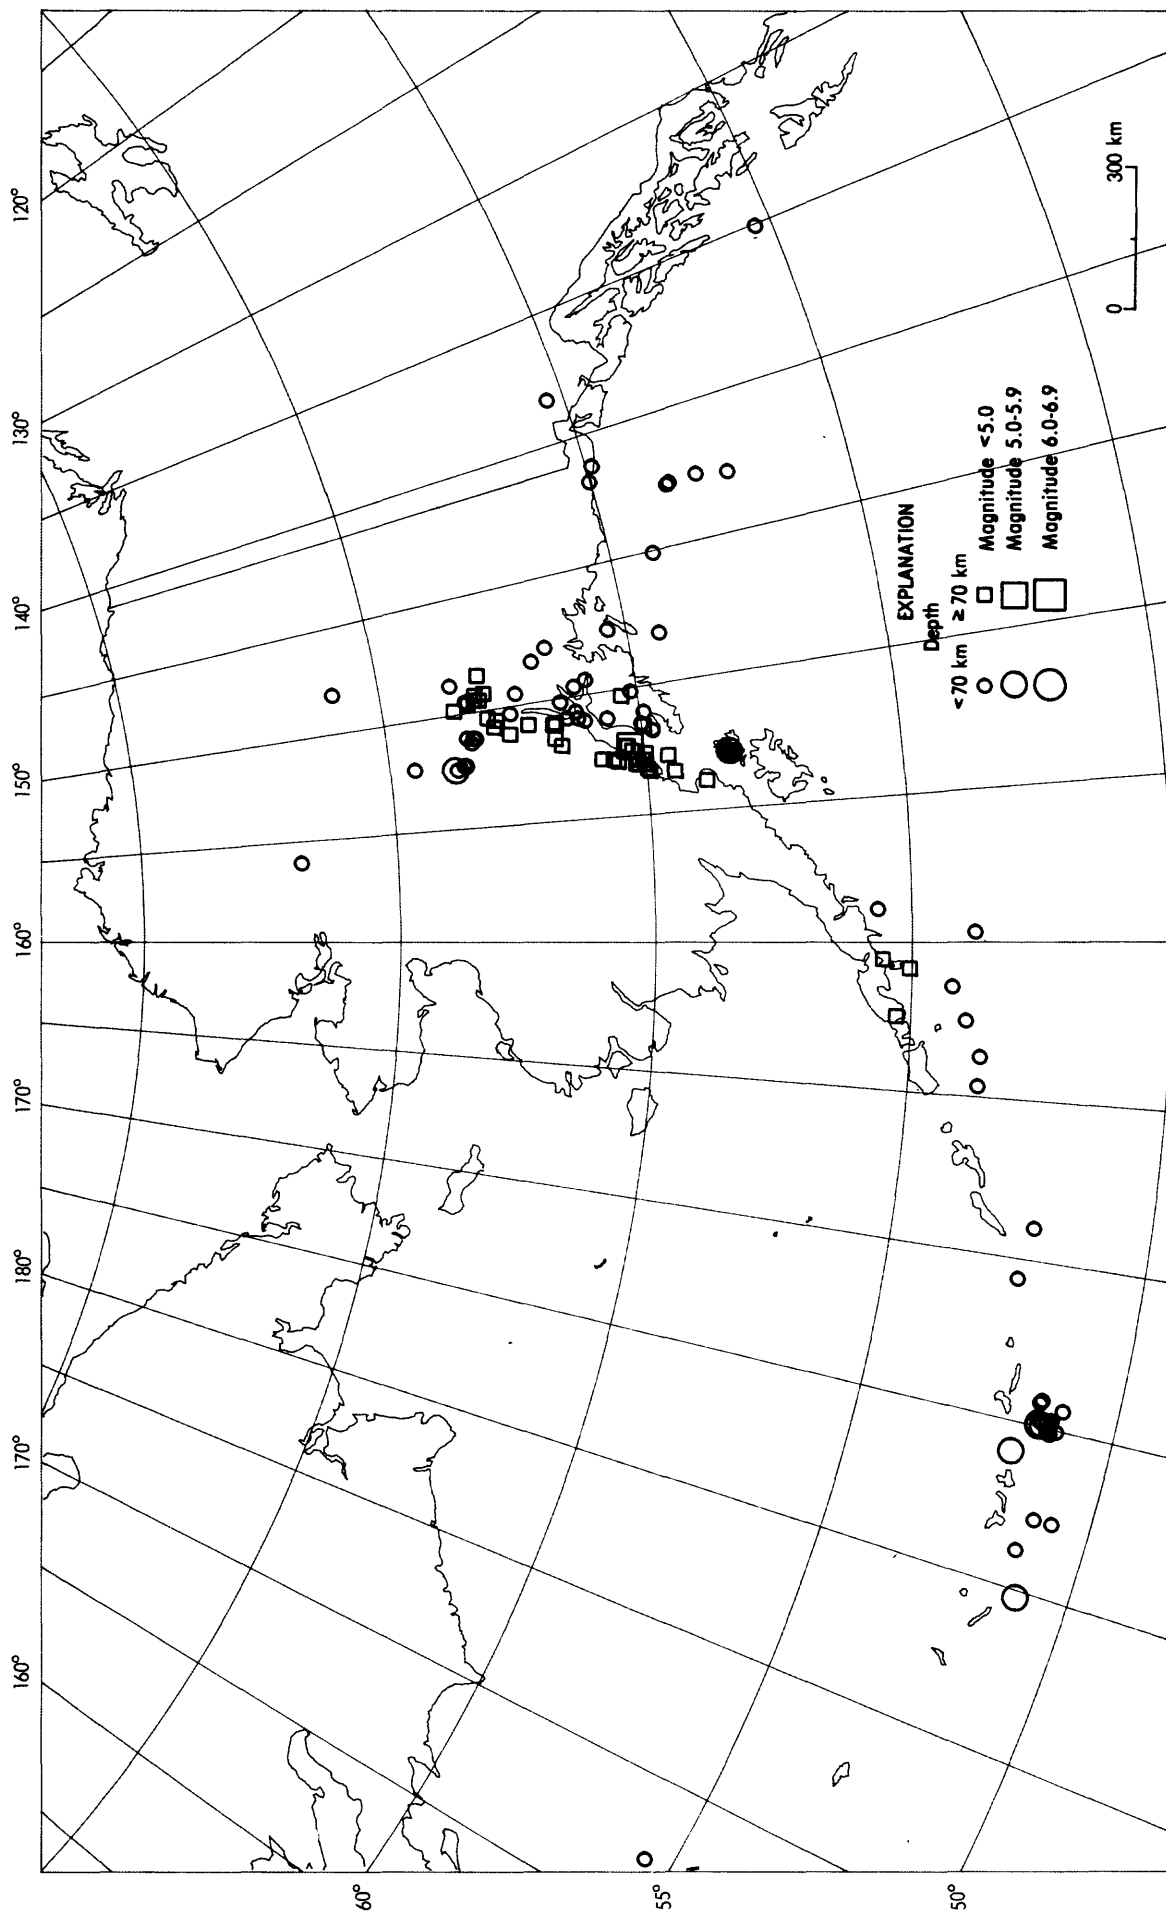 120°
130°
140°
150°
160°
170°
180°
170°
160°
60°
55°
50°
EXPLANATION
Depth
<70 km ≥70 km
Magnitude <5.0
Magnitude 5.0-5.9
Magnitude 6.0-6.9
0 300 km